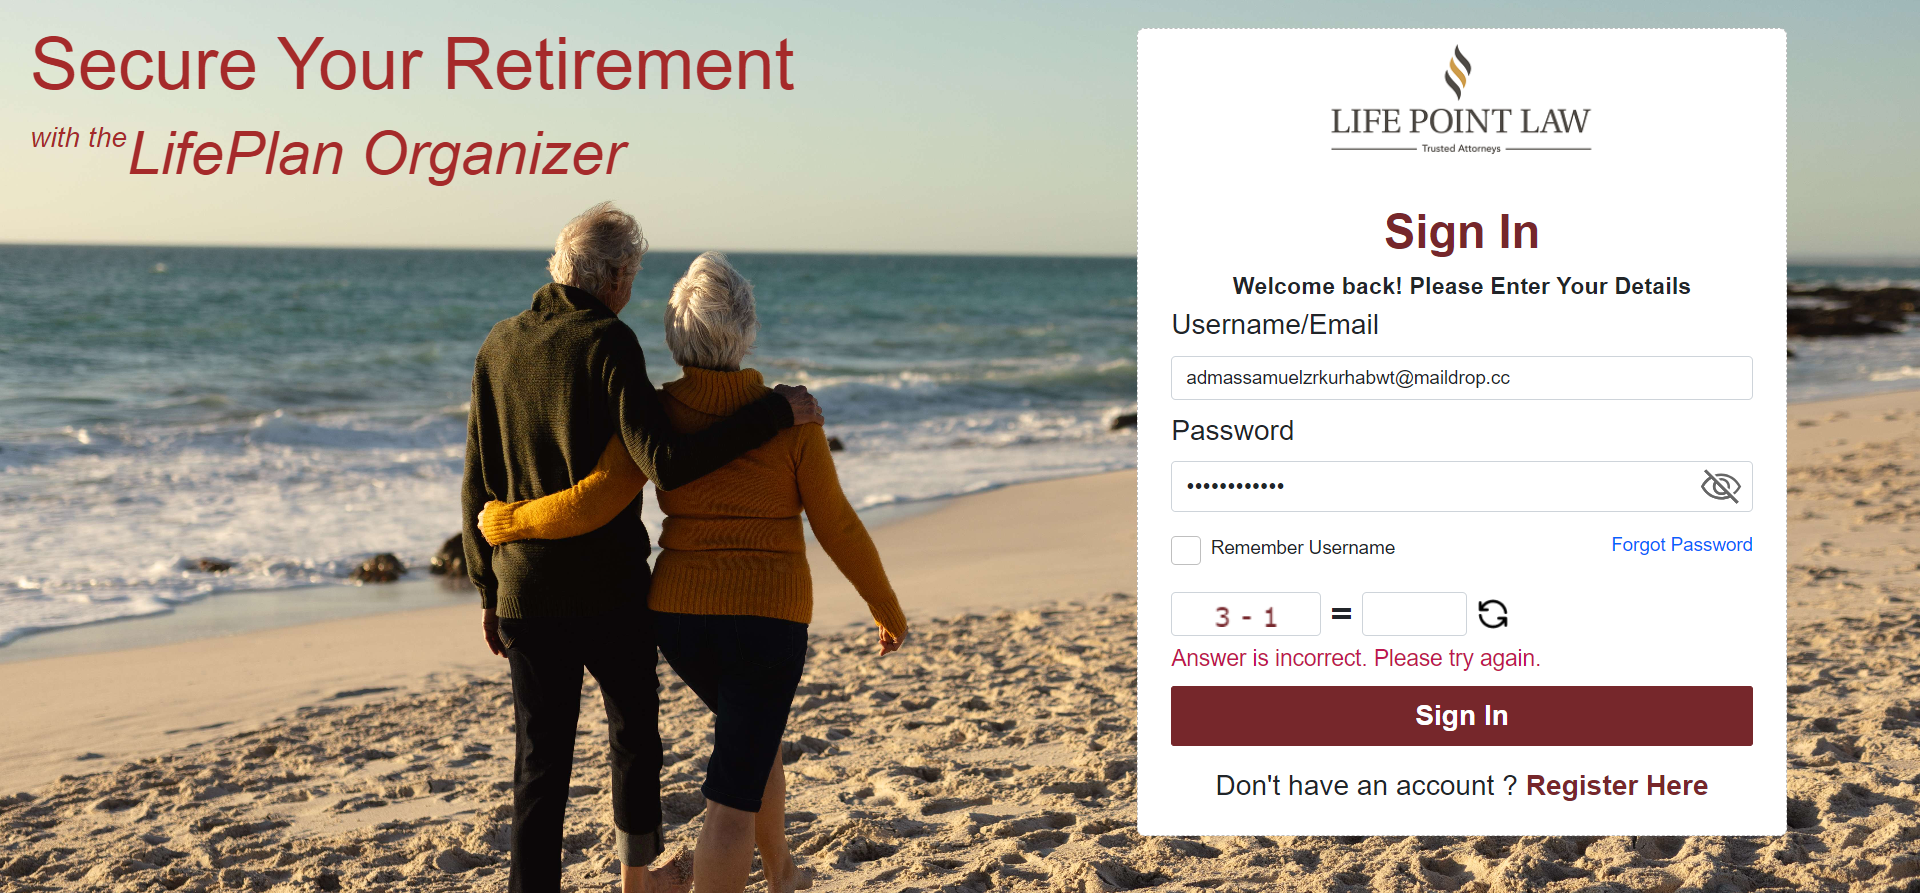 Secure Your Retirement
with the LifePlan Organizer
LIFE POINT LAW
Trusted Attorneys
Sign In
Welcome back! Please Enter Your Details
Username/Email
admassamuelzrkurhabwt@maildrop.cc
Password
••••••••••••
Remember Username
Forgot Password
3 - 1 =
Answer is incorrect. Please try again.
Sign In
Don't have an account ? Register Here